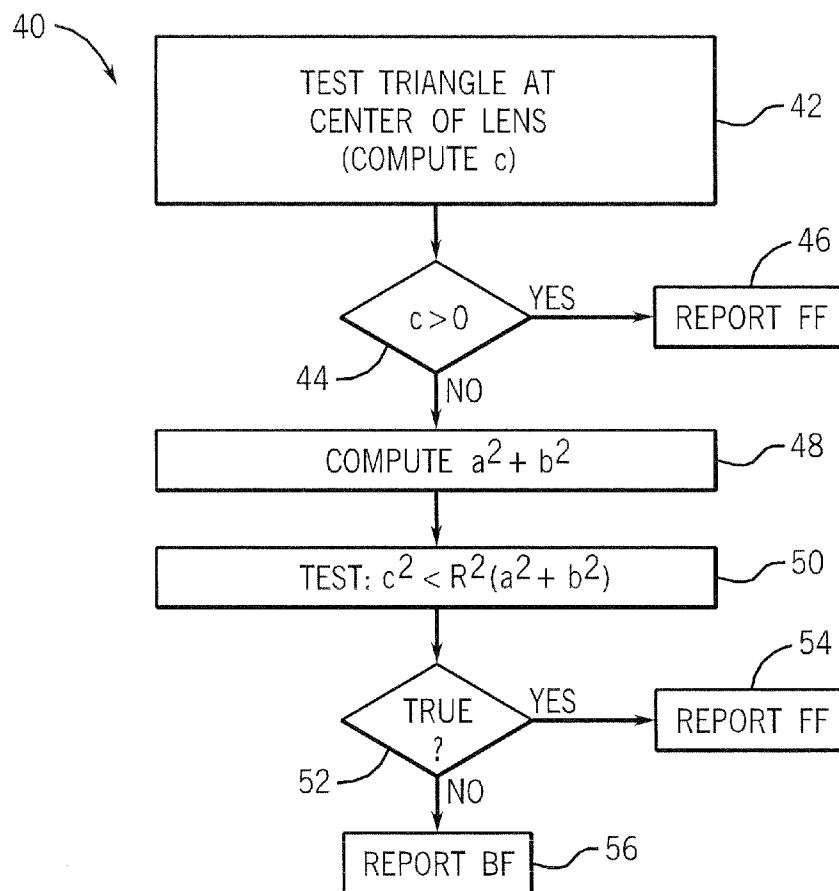 40
TEST TRIANGLE AT
CENTER OF LENS
(COMPUTE c)
42
c>0
YES
46
REPORT FF
44
NO
COMPUTE a² + b²
48
TEST: c² < R²(a² + b²)
50
TRUE
?
YES
54
REPORT FF
52
NO
REPORT BF
56